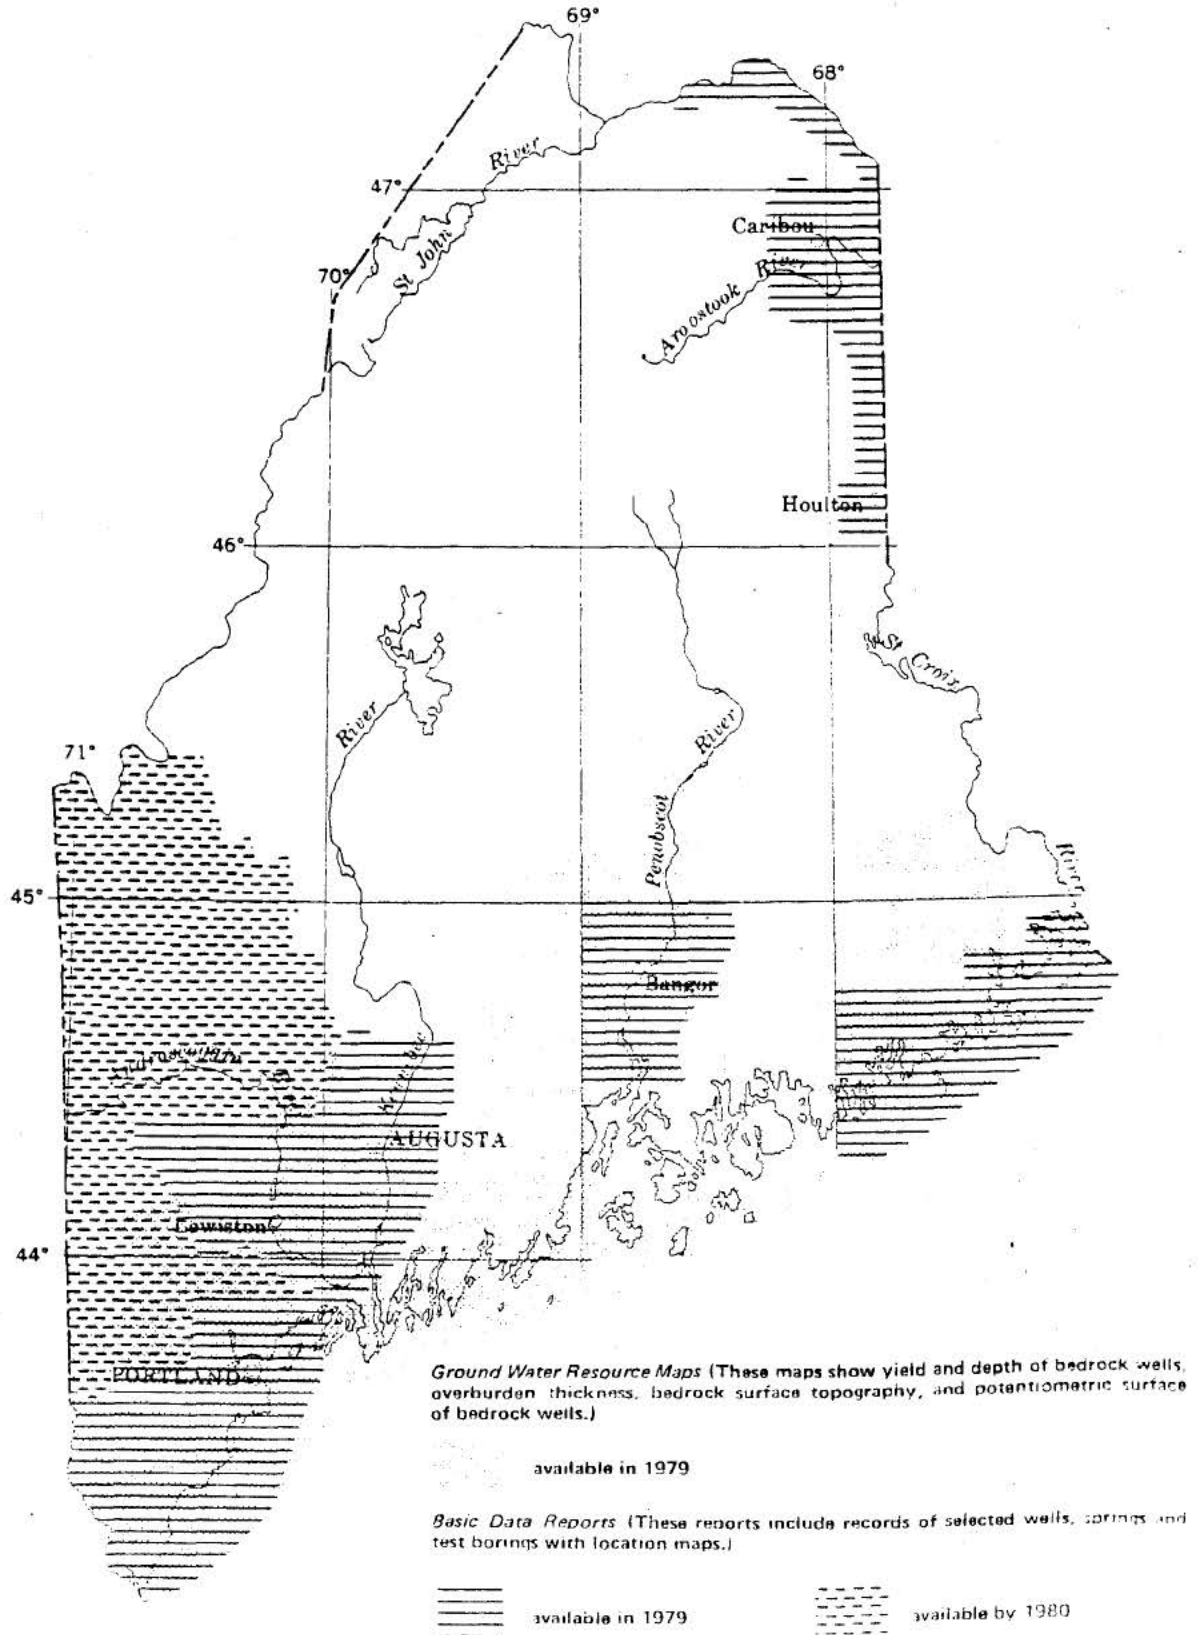 69°
68°
River
47°
Caribou
St John
70°
River
Aroostook
Houlton
46°
St Croix
River
River
71°
Penobscot
River
45°
Bangor
Androscoggin
Kennebec
AUGUSTA
Lewiston
44°
PORTLAND
Ground Water Resource Maps (These maps show yield and depth of bedrock wells,
overburden thickness, bedrock surface topography, and potentiometric surface
of bedrock wells.)
available in 1979
Basic Data Reports (These reports include records of selected wells, springs and
test borings with location maps.)
available in 1979
available by 1980